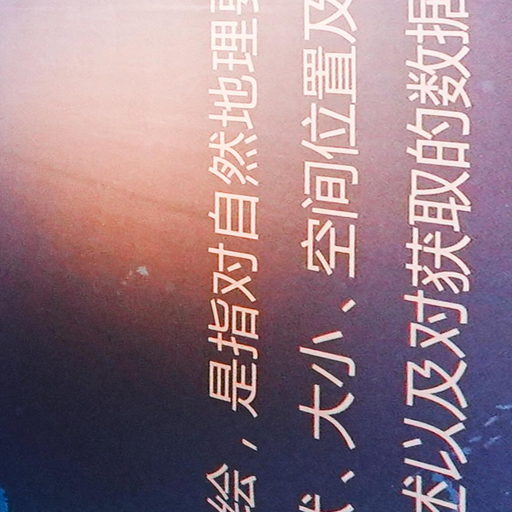 绘，是指对自然地理
、大小、空间位置及
述以及对获取的数据